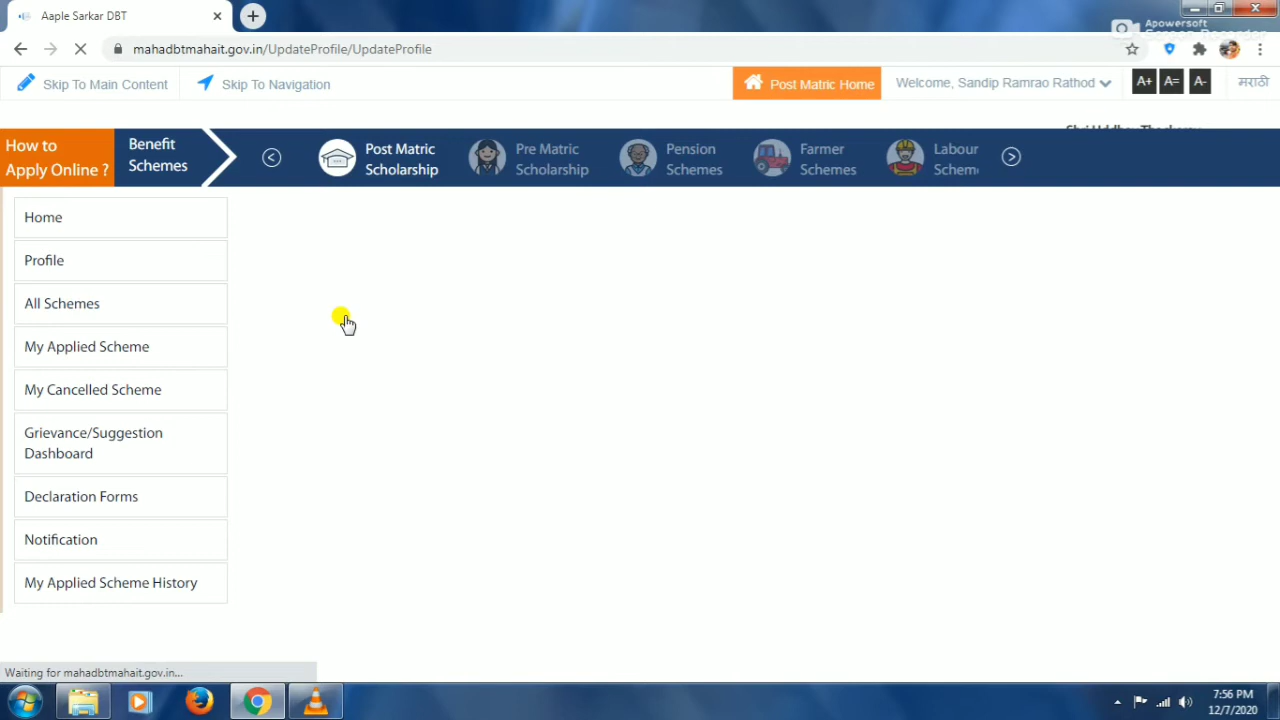 Aaple Sarkar DBT
Apowersoft
Screen Recorder
mahadbtmahait.gov.in/UpdateProfile/UpdateProfile
Skip To Main Content
Skip To Navigation
Post Matric Home
Welcome, Sandip Ramrao Rathod
A+
A=
A-
मराठी
How to
Apply Online ?
Benefit
Schemes
Post Matric
Scholarship
Pre Matric
Scholarship
Pension
Schemes
Farmer
Schemes
Labour
Schem
Home
Profile
All Schemes
My Applied Scheme
My Cancelled Scheme
Grievance/Suggestion
Dashboard
Declaration Forms
Notification
My Applied Scheme History
Waiting for mahadbtmahait.gov.in...
7:56 PM
12/7/2020